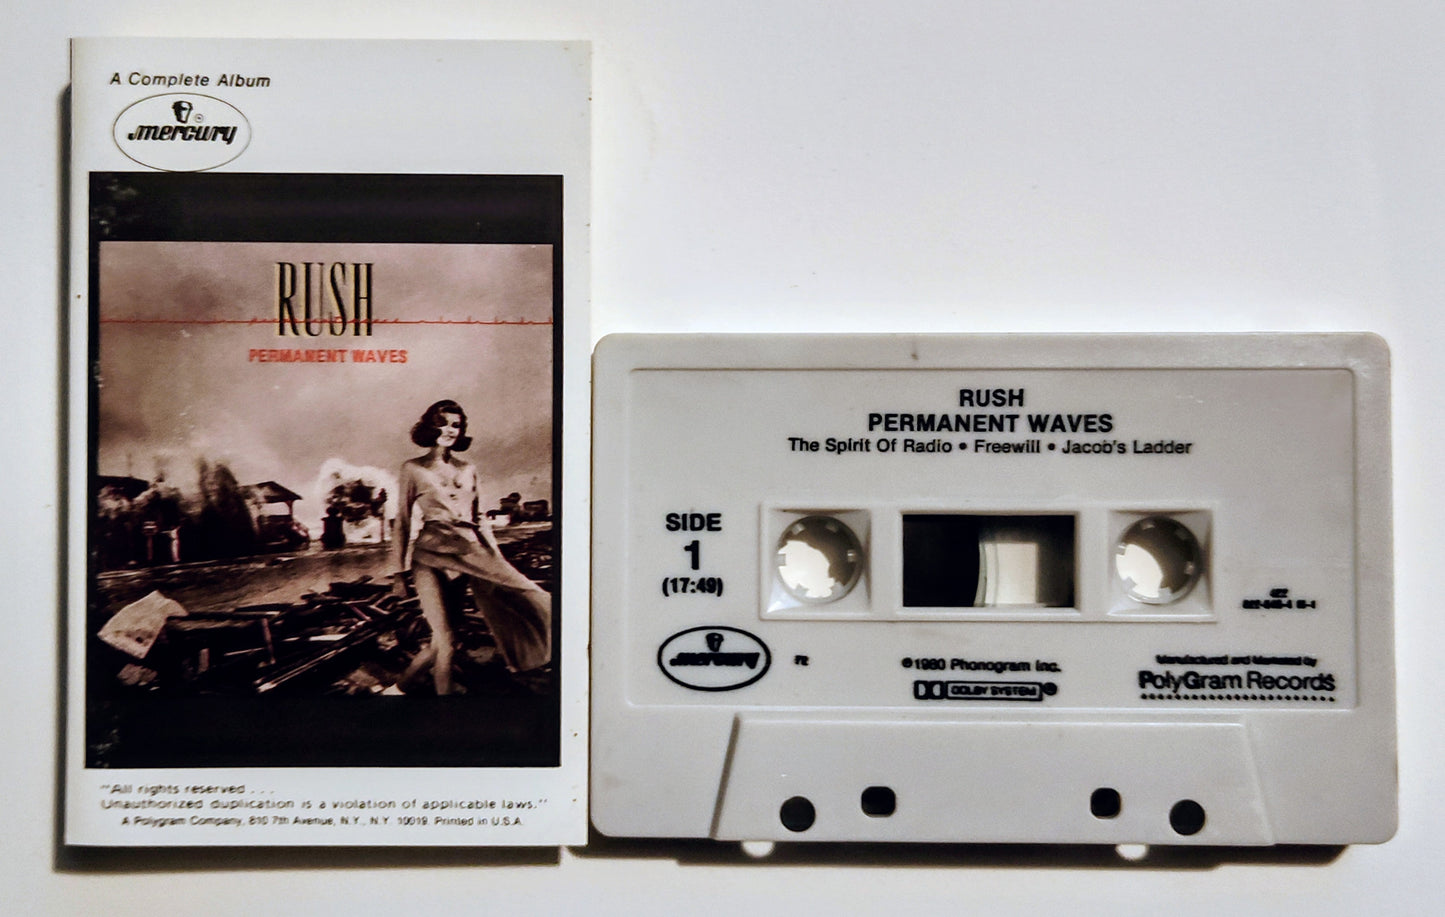 A Complete Album
mercury
RUSH
PERMANENT WAVES
"All rights reserved . . .
Unauthorized duplication is a violation of applicable laws."
A Polygram Company, 810 7th Avenue, N.Y., N.Y. 10019. Printed in U.S.A.
RUSH
PERMANENT WAVES
The Spirit Of Radio • Freewill • Jacob's Ladder
SIDE
1
(17:49)
mercury
℗1980 Phonogram Inc.
DOLBY SYSTEM®
Manufactured and Marketed by
PolyGram Records